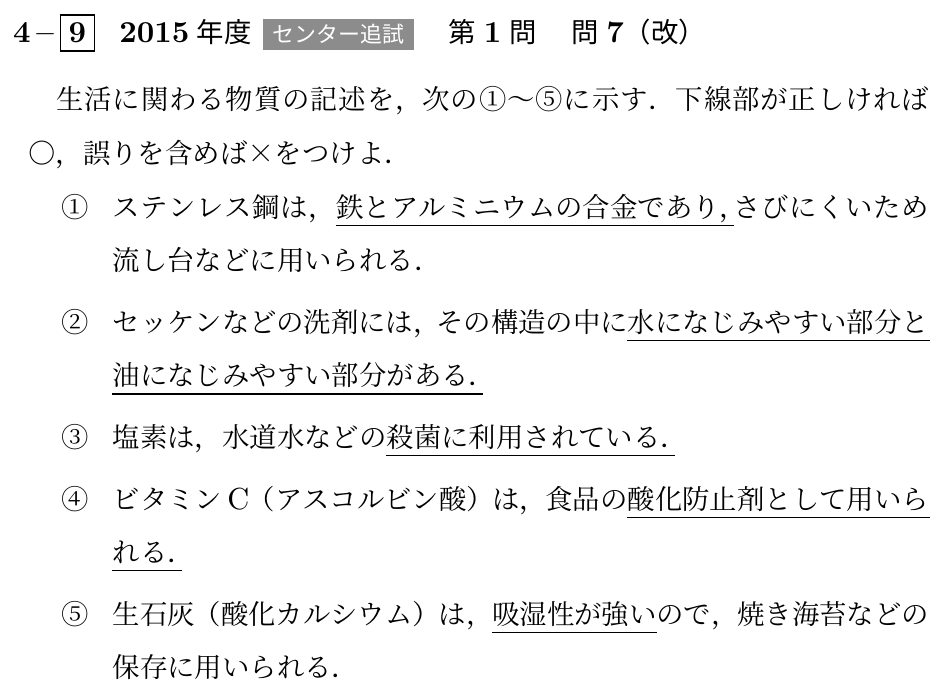 4－9 2015年度 センター追試 第1問 問7（改）
生活に関わる物質の記述を，次の①～⑤に示す．下線部が正しければ
〇，誤りを含めば×をつけよ．
① ステンレス鋼は，鉄とアルミニウムの合金であり，さびにくいため
流し台などに用いられる．
② セッケンなどの洗剤には，その構造の中に水になじみやすい部分と
油になじみやすい部分がある．
③ 塩素は，水道水などの殺菌に利用されている．
④ ビタミンC（アスコルビン酸）は，食品の酸化防止剤として用いら
れる．
⑤ 生石灰（酸化カルシウム）は，吸湿性が強いので，焼き海苔などの
保存に用いられる．